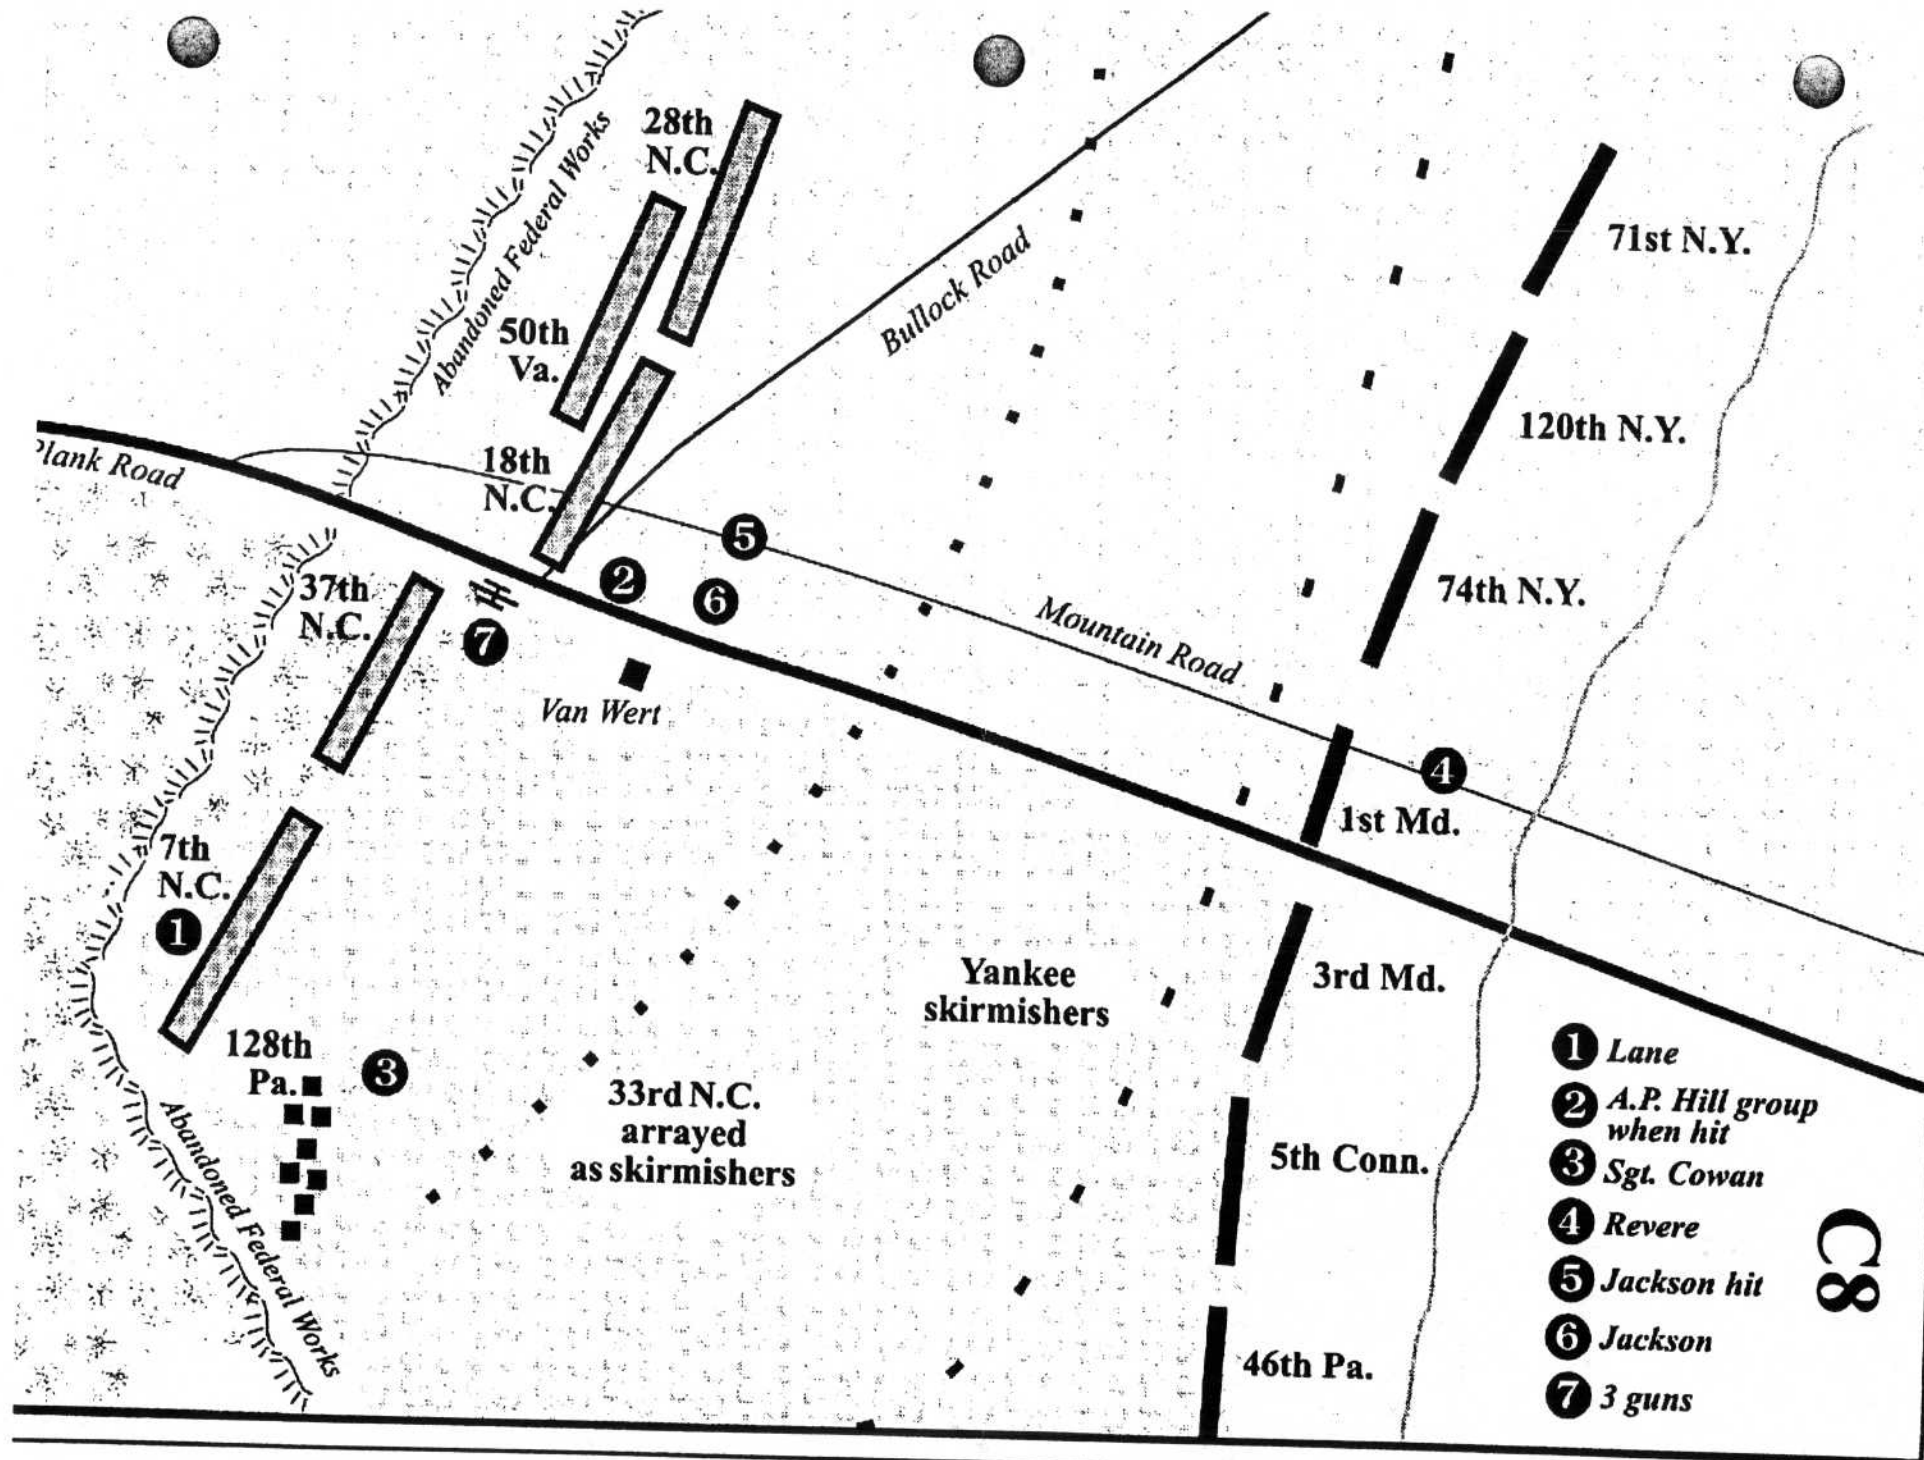 28th
N.C.
Abandoned Federal Works
50th
Va.
18th
N.C.
Bullock Road
71st N.Y.
120th N.Y.
74th N.Y.
Plank Road
37th
N.C.
5
2
6
7
Van Wert
Mountain Road
4
1st Md.
7th
N.C.
1
Yankee
skirmishers
3rd Md.
128th
Pa.
3
33rd N.C.
arrayed
as skirmishers
5th Conn.
Abandoned Federal Works
46th Pa.
1 Lane
2 A.P. Hill group
when hit
3 Sgt. Cowan
4 Revere
5 Jackson hit
6 Jackson
7 3 guns
C8